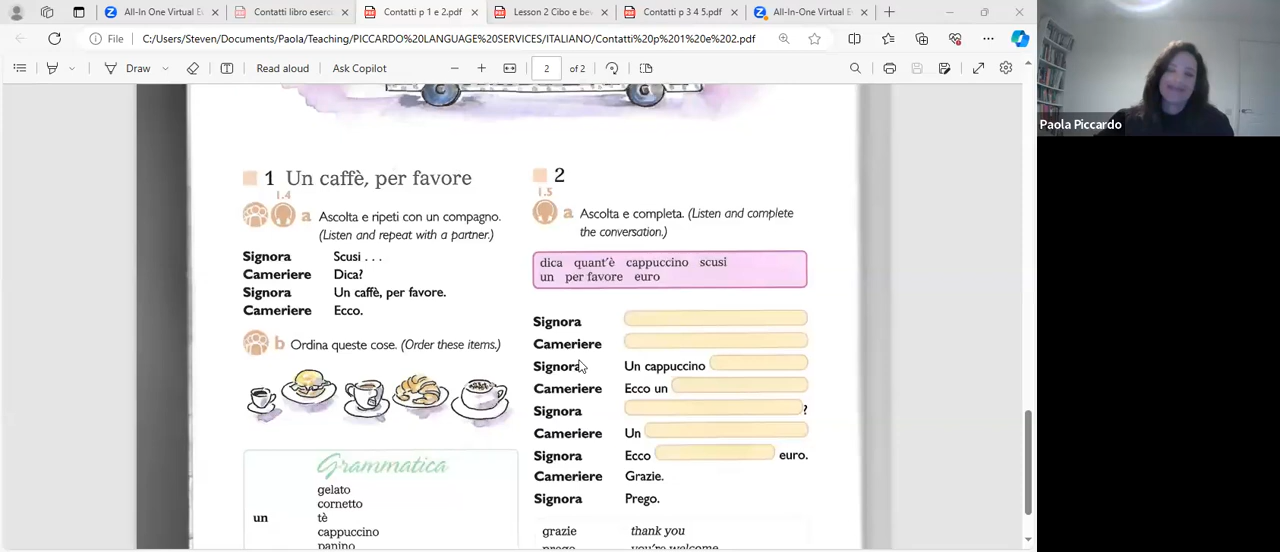 All-In-One Virtual E
Contatti libro eserci
Contatti p 1 e 2.pdf
Lesson 2 Cibo e bev
Contatti p 3 4 5.pdf
All-In-One Virtual E
File
C:/Users/Steven/Documents/Paola/Teaching/PICCARDO%20LANGUAGE%20SERVICES/ITALIANO/Contatti%20p%201%20e%202.pdf
Draw
Read aloud
Ask Copilot
2 of 2
Paola Piccardo
1 Un caffè, per favore
1.4
a Ascolta e ripeti con un compagno.
(Listen and repeat with a partner.)
Signora Scusi . . .
Cameriere Dica?
Signora Un caffè, per favore.
Cameriere Ecco.
b Ordina queste cose. (Order these items.)
Grammatica
gelato
cornetto
un tè
cappuccino
panino
2
1.5
a Ascolta e completa. (Listen and complete
the conversation.)
dica quant'è cappuccino scusi
un per favore euro
Signora
Cameriere
Signora Un cappuccino
Cameriere Ecco un
Signora ?
Cameriere Un
Signora Ecco euro.
Cameriere Grazie.
Signora Prego.
grazie thank you
prego you're welcome